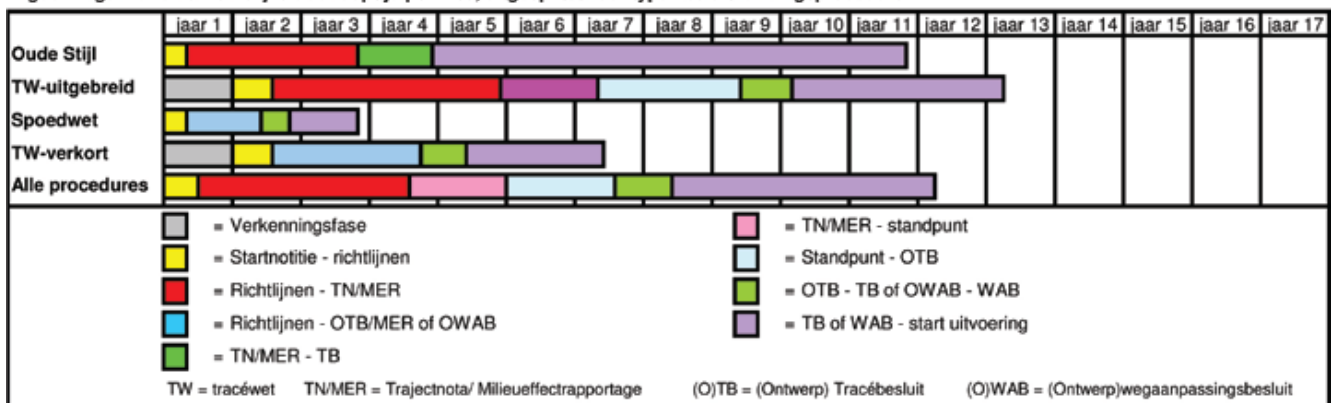 jaar 1 jaar 2 jaar 3 jaar 4 jaar 5 jaar 6 jaar 7 jaar 8 jaar 9 jaar 10 jaar 11 jaar 12 jaar 13 jaar 14 jaar 15 jaar 16 jaar 17
Oude Stijl
TW-uitgebreid
Spoedwet
TW-verkort
Alle procedures
= Verkenningsfase
= Startnotitie - richtlijnen
= Richtlijnen - TN/MER
= Richtlijnen - OTB/MER of OWAB
= TN/MER - TB
= TN/MER - standpunt
= Standpunt - OTB
= OTB - TB of OWAB - WAB
= TB of WAB - start uitvoering
TW = tracéwet TN/MER = Trajectnota/ Milieueffectrapportage (O)TB = (Ontwerp) Tracébesluit (O)WAB = (Ontwerp)wegaanpassingsbesluit